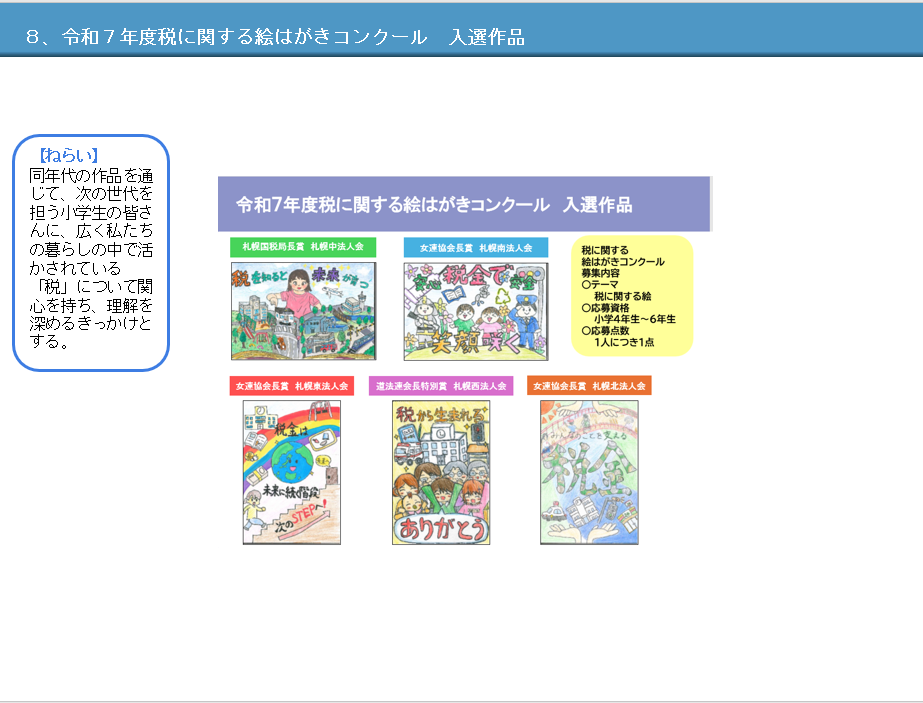 ８、令和７年度税に関する絵はがきコンクール　入選作品
【ねらい】
同年代の作品を通
じて、次の世代を
担う小学生の皆さ
んに、広く私たち
の暮らしの中で活
かされている
「税」について関
心を持ち、理解を
深めるきっかけと
する。
令和7年度税に関する絵はがきコンクール　入選作品
札幌国税局長賞　札幌中法人会
女連協会長賞　札幌南法人会
税に関する
絵はがきコンクール
募集内容
〇テーマ
税に関する絵
〇応募資格
小学4年生～6年生
〇応募点数
1人につき1点
税を知ると未来が
税金で
安心
安全
笑顔咲く
女連協会長賞　札幌東法人会
道法連会長特別賞　札幌西法人会
女連協会長賞　札幌北法人会
税金は
未来に続く階段
次のSTEPへ!
税から生まれる
ありがとう
みんなのことを支える
税金